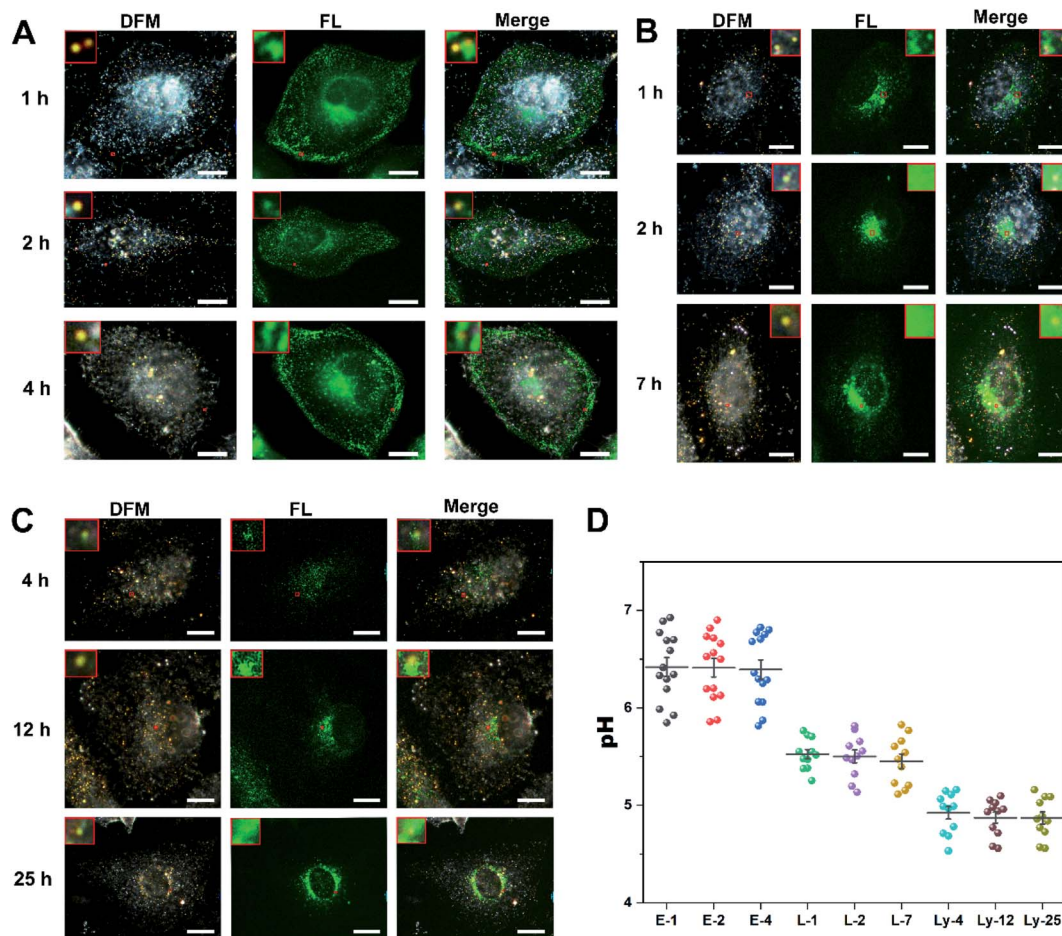 A
DFM FL Merge
1 h
2 h
4 h
B
DFM FL Merge
1 h
2 h
7 h
C
DFM FL Merge
4 h
12 h
25 h
D
pH
7
6
5
4
E-1 E-2 E-4 L-1 L-2 L-7 Ly-4 Ly-12 Ly-25